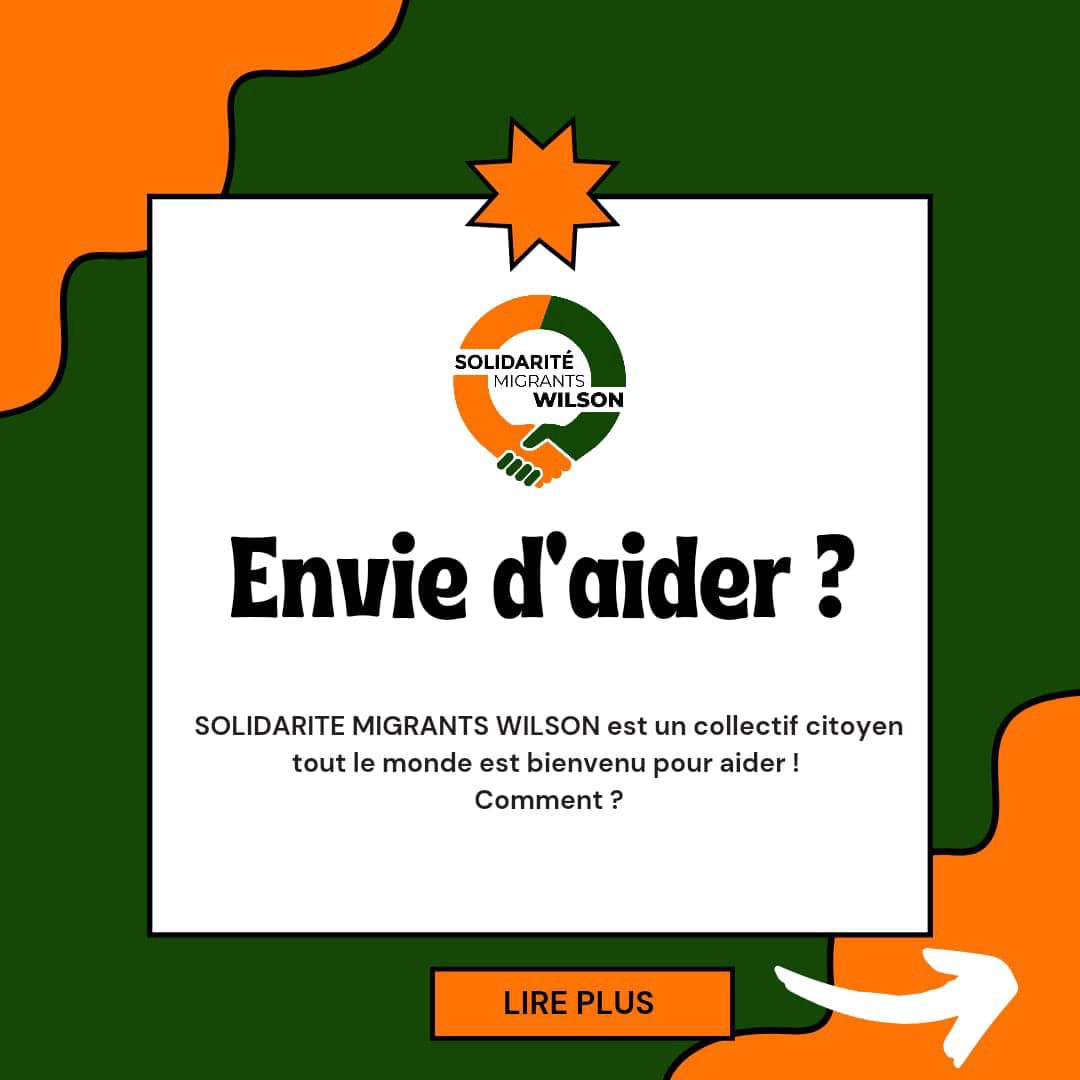 SOLIDARITÉ
MIGRANTS
WILSON
Envie d'aider ?
SOLIDARITE MIGRANTS WILSON est un collectif citoyen
tout le monde est bienvenu pour aider !
Comment ?
LIRE PLUS